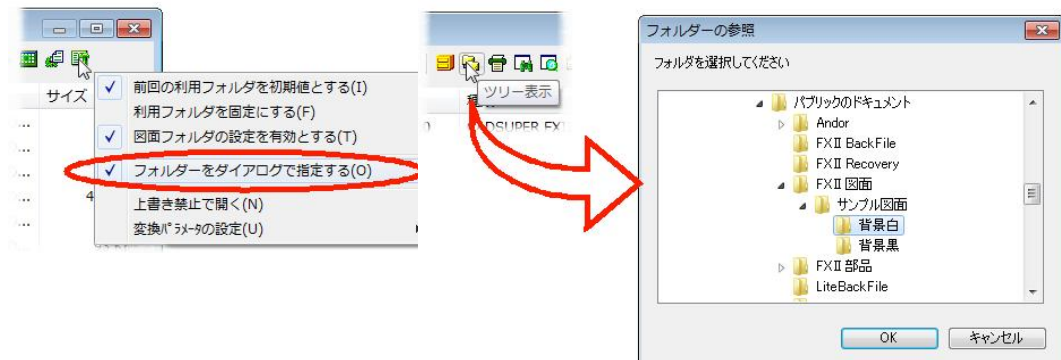 サイズ
前回の利用フォルダを初期値とする(I)
利用フォルダを固定にする(F)
図面フォルダの設定を有効とする(T)
フォルダーをダイアログで指定する(O)
上書き禁止で開く(N)
変換パラメータの設定(U)
...
...
...
...
4
...
ツリー表示
DSUPER FX
フォルダーの参照
フォルダを選択してください
パブリックのドキュメント
Andor
FXII BackFile
FXII Recovery
FXII 図面
サンプル図面
背景白
背景黒
FXII 部品
LiteBackFile
OK
キャンセル